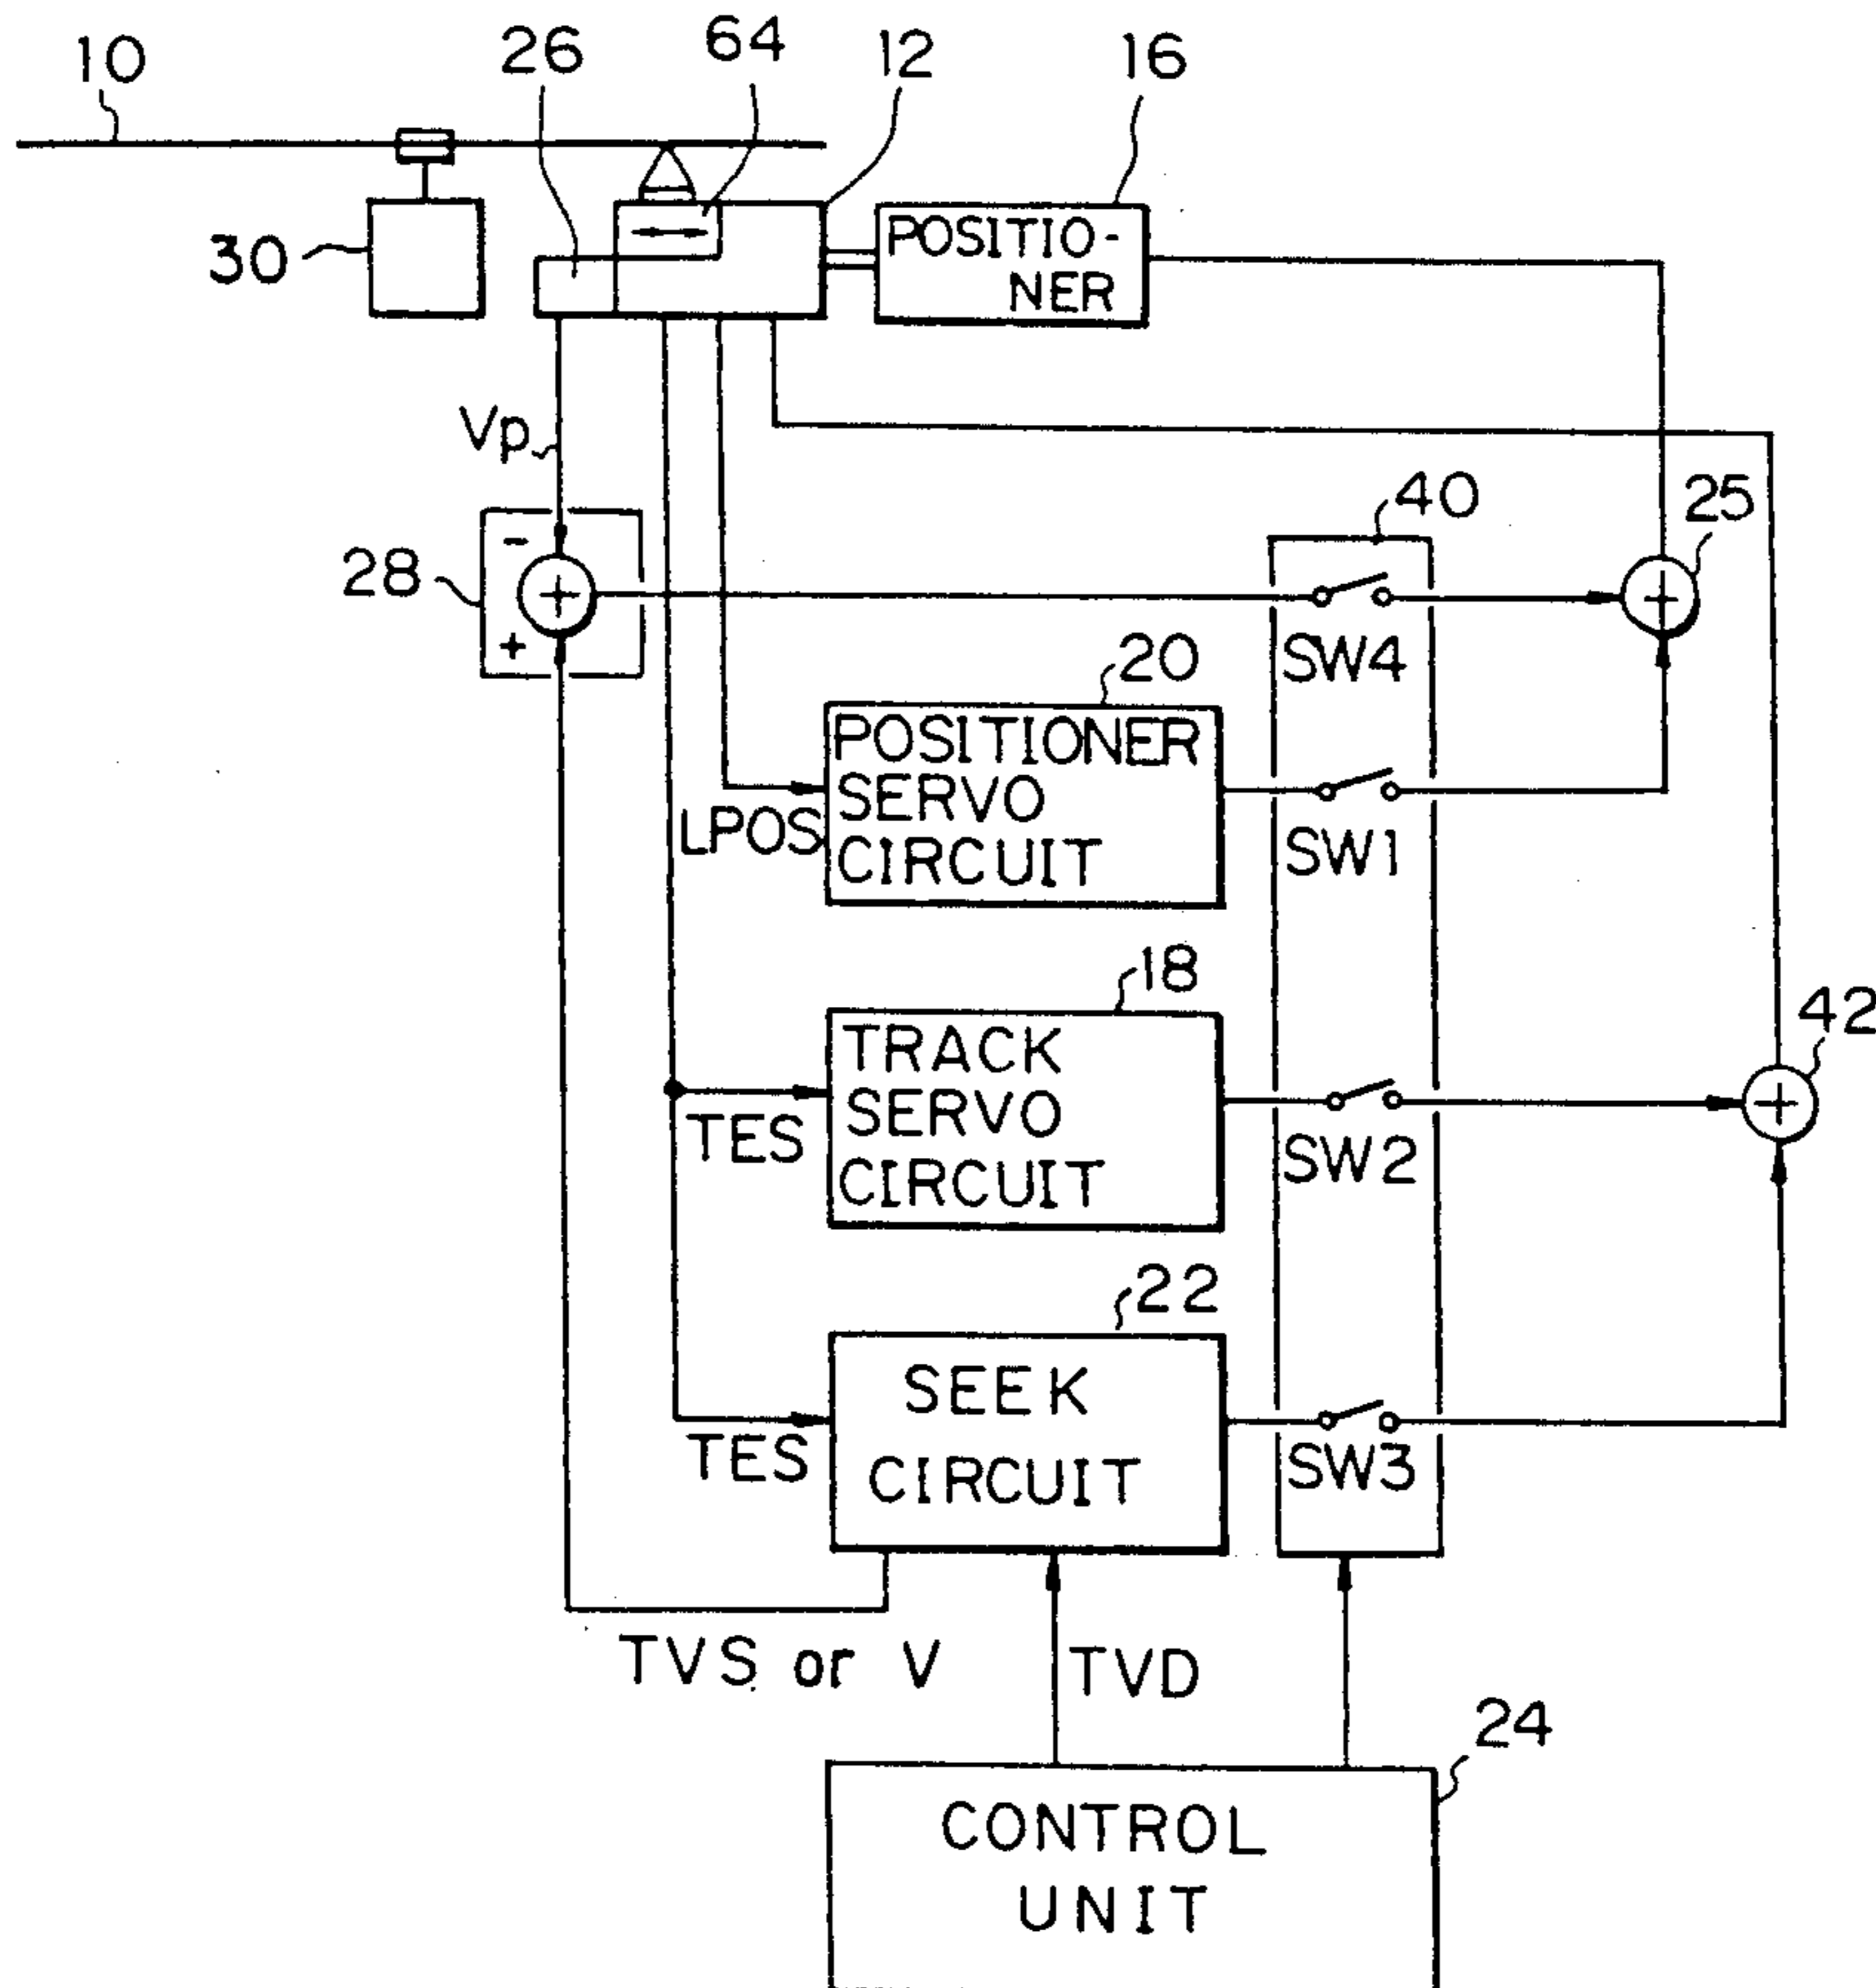 10
26
64
12
16
POSITIO-
NER
30
Vp
40
25
-
28
+
+
+
SW4
20
POSITIONER
SERVO
CIRCUIT
LPOS
SW1
18
TRACK
SERVO
CIRCUIT
TES
SW2
42
+
22
SEEK
CIRCUIT
TES
SW3
TVS or V
TVD
24
CONTROL
UNIT